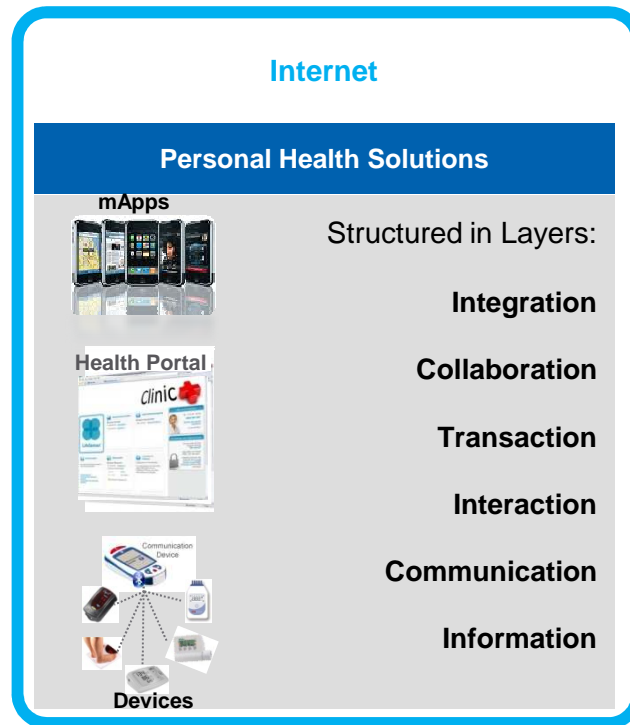 Internet
Personal Health Solutions
mApps
Structured in Layers:
Integration
Health Portal
Collaboration
clinic
Transaction
Interaction
Communication
Device
Communication
Information
Devices